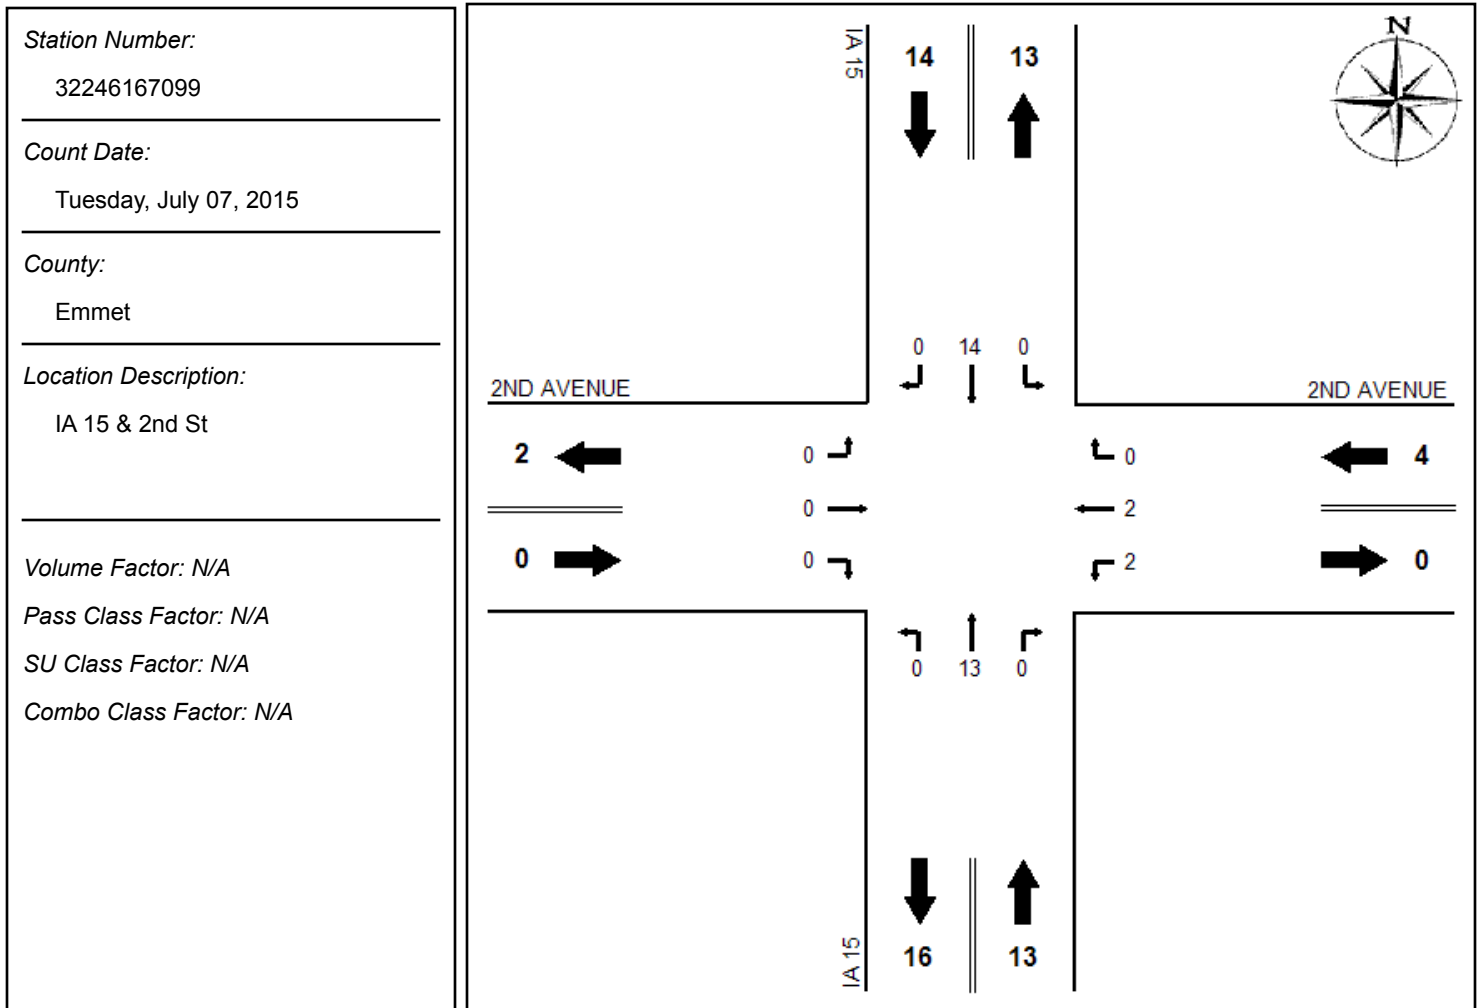 Station Number:
32246167099
Count Date:
Tuesday, July 07, 2015
County:
Emmet
Location Description:
IA 15 & 2nd St
Volume Factor: N/A
Pass Class Factor: N/A
SU Class Factor: N/A
Combo Class Factor: N/A
N
IA 15
14 13
0 14 0
2ND AVENUE
2ND AVENUE
2 0 0 4
0 2
0 0 2 0
0 13 0
IA 15
16 13